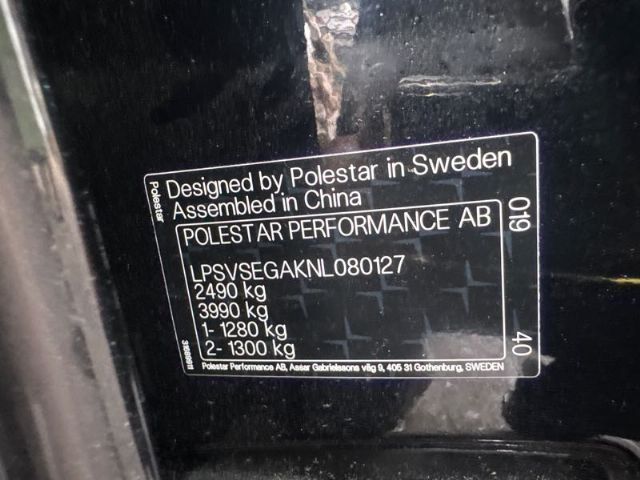 Polestar
Designed by Polestar in Sweden
Assembled in China
POLESTAR PERFORMANCE AB
LPSVSEGAKNL080127
2490 kg
3990 kg
1- 1280 kg
2- 1300 kg
019
40
Polestar Performance AB, Assar Gabrielssons väg 9, 405 31 Gothenburg, SWEDEN